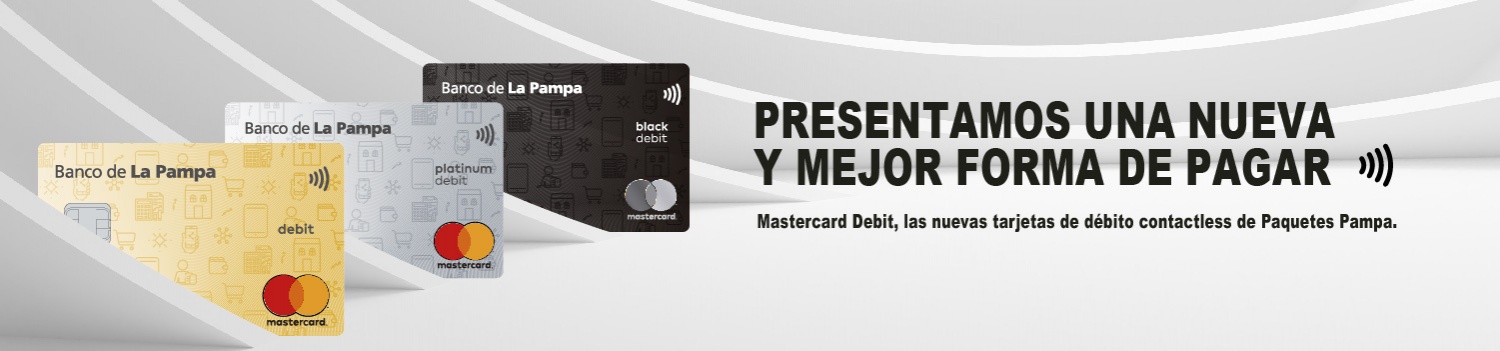 Banco de La Pampa
debit
mastercard.
Banco de La Pampa
platinum
debit
mastercard.
Banco de La Pampa
black
debit
mastercard.
PRESENTAMOS UNA NUEVA
Y MEJOR FORMA DE PAGAR
Mastercard Debit, las nuevas tarjetas de débito contactless de Paquetes Pampa.